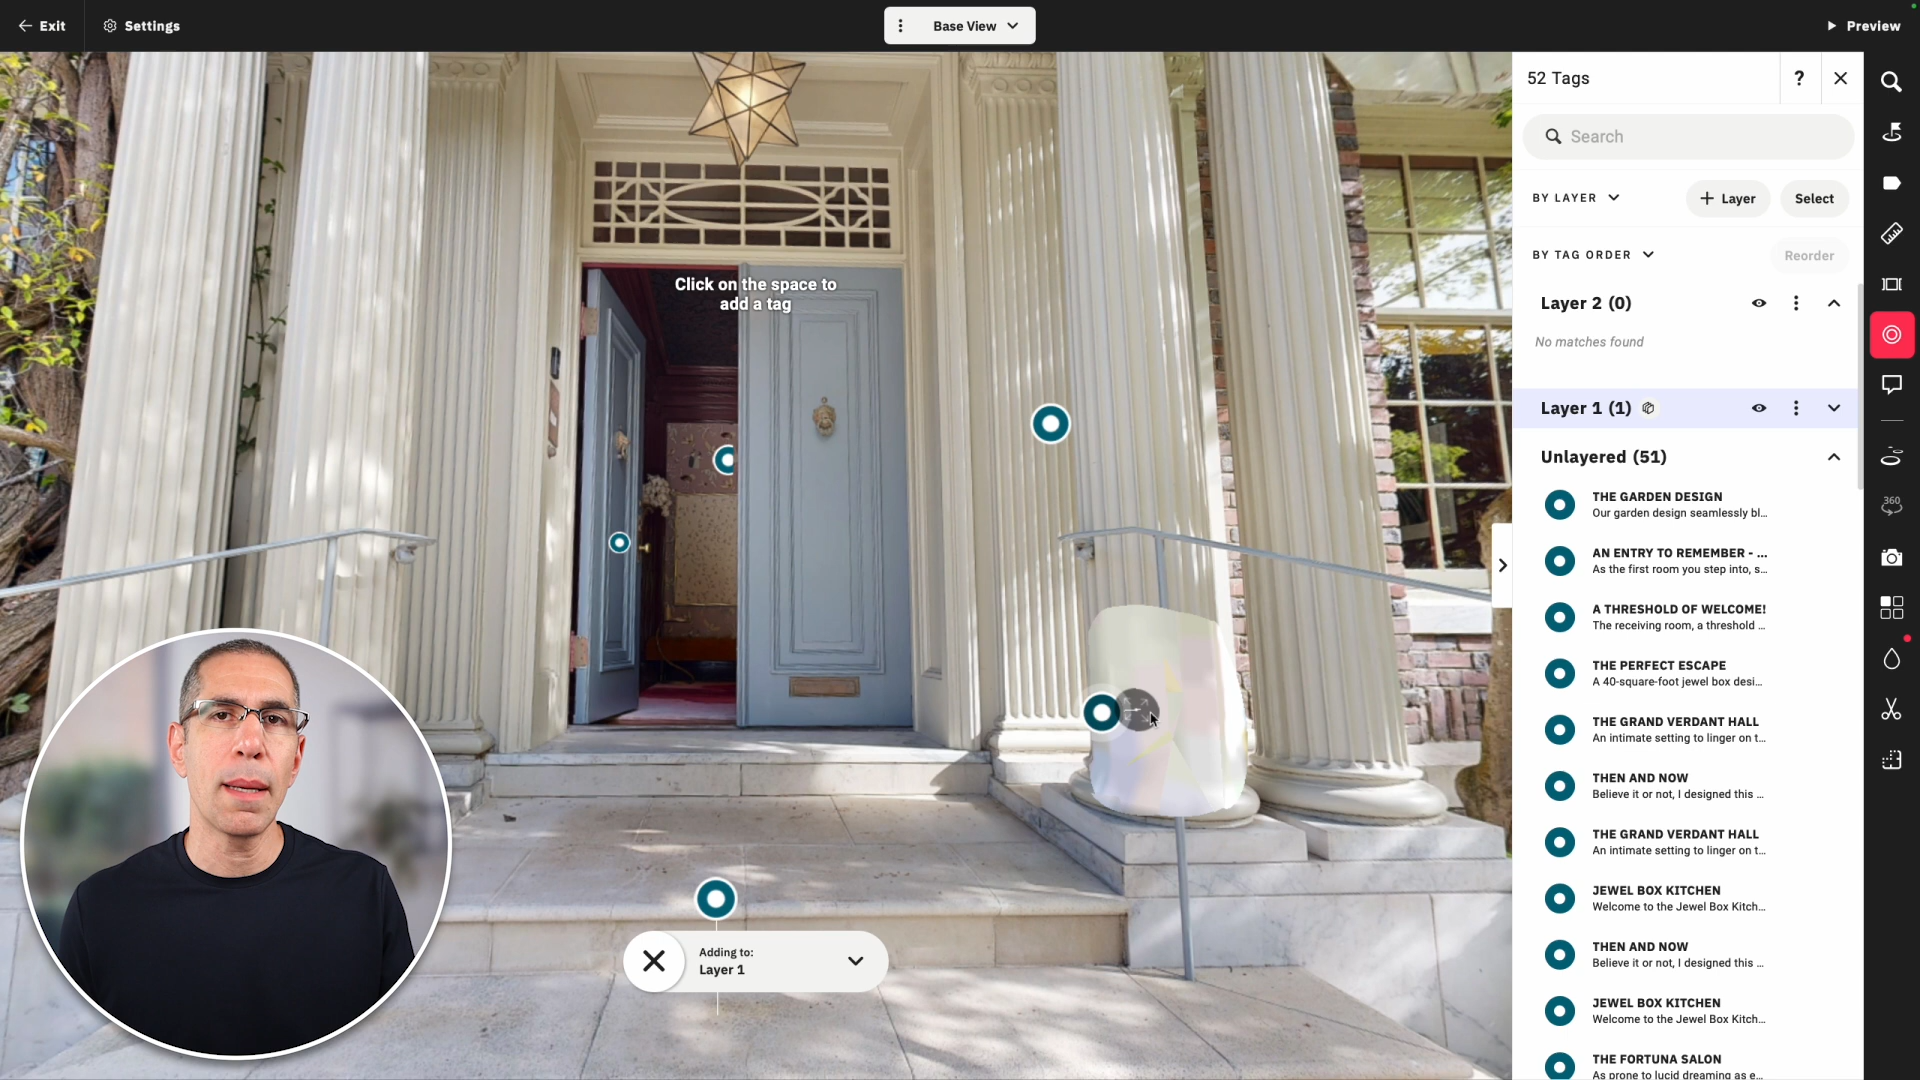 Exit
Settings
Base View
Preview
52 Tags
?
Search
BY LAYER
Layer
Select
BY TAG ORDER
Reorder
Click on the space to
add a tag
Layer 2 (0)
No matches found
Layer 1 (1)
Unlayered (51)
THE GARDEN DESIGN
Our garden design seamlessly bl...
AN ENTRY TO REMEMBER - ...
As the first room you step into, s...
A THRESHOLD OF WELCOME!
The receiving room, a threshold ...
THE PERFECT ESCAPE
A 40-square-foot jewel box desi...
THE GRAND VERDANT HALL
An intimate setting to linger on t...
THEN AND NOW
Believe it or not, I designed this ...
THE GRAND VERDANT HALL
An intimate setting to linger on t...
JEWEL BOX KITCHEN
Welcome to the Jewel Box Kitch...
THEN AND NOW
Believe it or not, I designed this ...
JEWEL BOX KITCHEN
Welcome to the Jewel Box Kitch...
THE FORTUNA SALON
As prone to lucid dreaming as e...
360
Adding to:
Layer 1